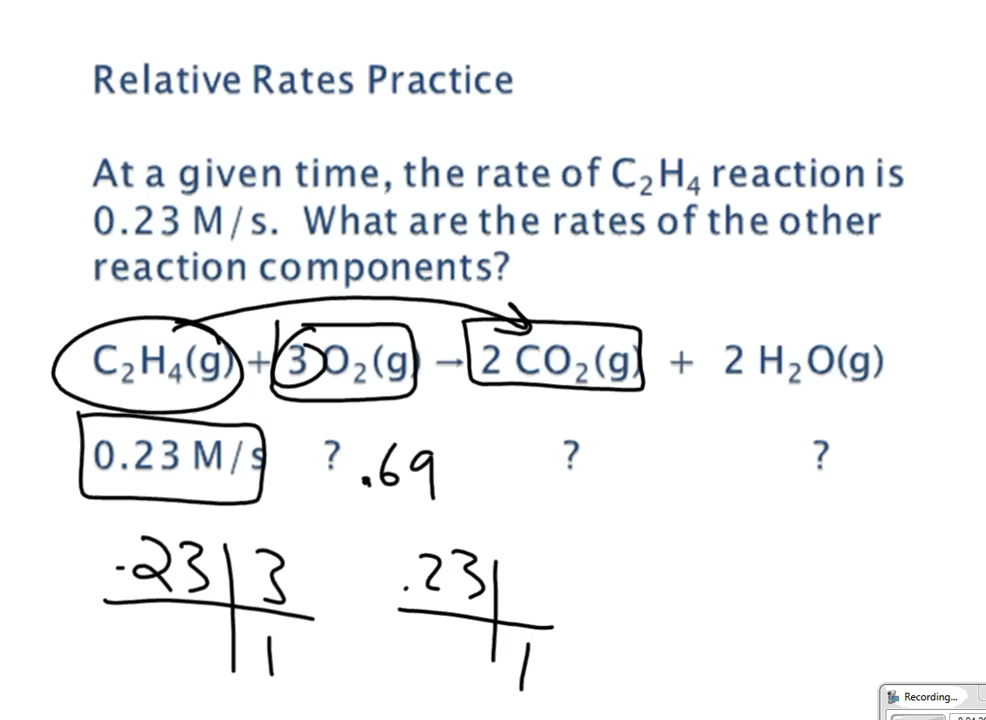 Relative Rates Practice
At a given time, the rate of C₂H₄ reaction is
0.23 M/s. What are the rates of the other
reaction components?
C₂H₄(g) + 3 O₂(g) → 2 CO₂(g) + 2 H₂O(g)
0.23 M/s ? .69 ? ?
.23 3 .23
1 1
Recording...